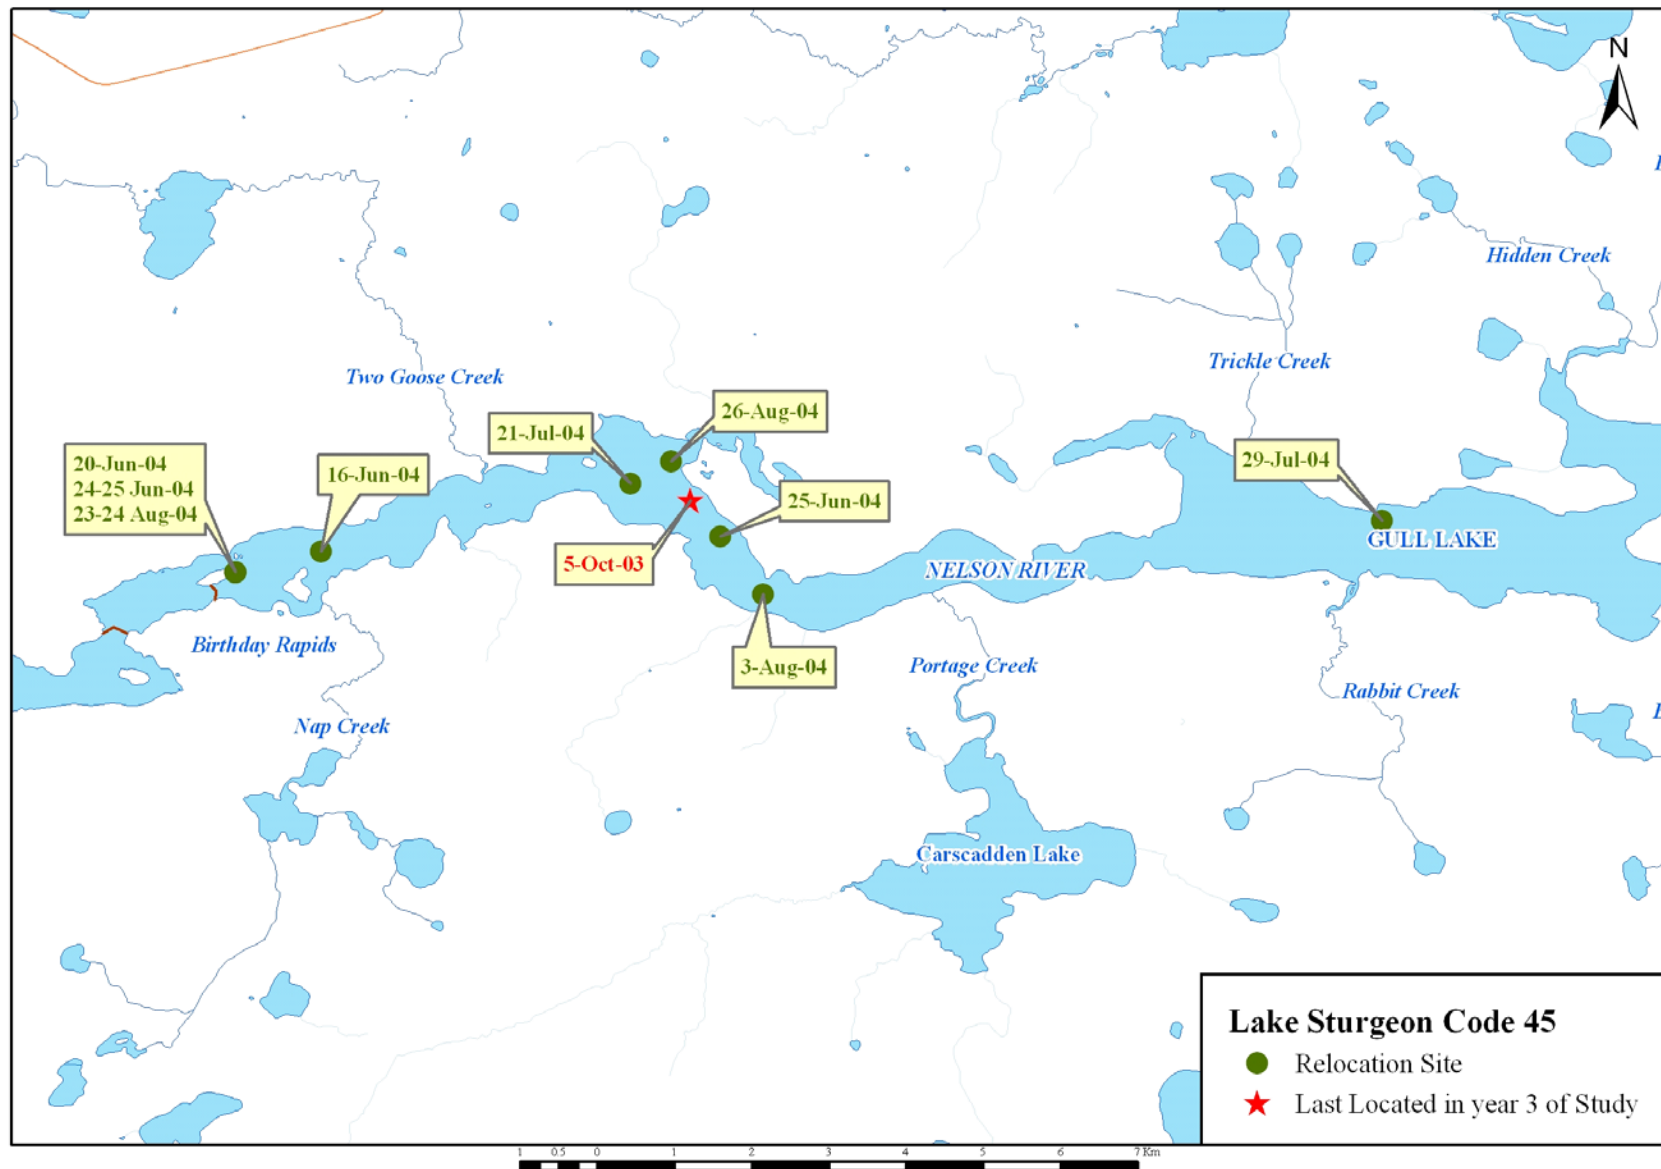 N
Hidden Creek
Trickle Creek
Two Goose Creek
26-Aug-04
21-Jul-04
20-Jun-04
24-25 Jun-04
23-24 Aug-04
16-Jun-04
29-Jul-04
25-Jun-04
GULL LAKE
5-Oct-03
NELSON RIVER
Birthday Rapids
3-Aug-04
Portage Creek
Rabbit Creek
Nap Creek
Carscadden Lake
Lake Sturgeon Code 45
Relocation Site
Last Located in year 3 of Study
1 0.5 0 1 2 3 4 5 6 7 Km